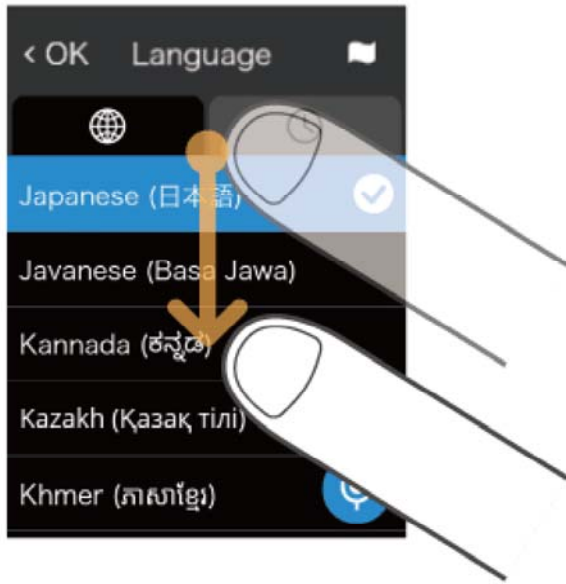 < OK Language
Japanese (日本語)
Javanese (Basa Jawa)
Kannada (ಕನ್ನಡ)
Kazakh (Қазақ тілі)
Khmer (ភាសាខ្មែរ)